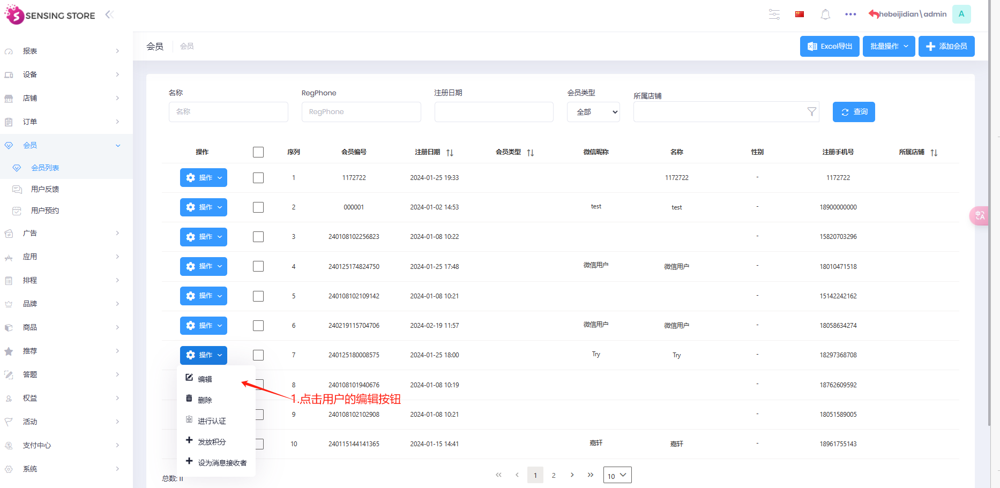 SENSING STORE
hebeijidian\admin
A
报表
设备
店铺
订单
会员
会员列表
用户反馈
用户预约
广告
应用
排程
品牌
商品
推荐
答题
权益
活动
支付中心
系统
会员 会员
Excel导出 批量操作 添加会员
名称 RegPhone 注册日期 会员类型 所属店铺
名称 RegPhone 全部 查询
操作 序列 会员编号 注册日期 会员类型 微信昵称 名称 性别 注册手机号 所属店铺
操作 1 1172722 2024-01-25 19:33 1172722 - 1172722
操作 2 000001 2024-01-02 14:53 test test - 18900000000
操作 3 240108102256823 2024-01-08 10:22 - 15820703296
操作 4 240125174824750 2024-01-25 17:48 微信用户 微信用户 - 18010471518
操作 5 240108102109142 2024-01-08 10:21 - 15142242162
操作 6 240219115704706 2024-02-19 11:57 微信用户 微信用户 - 18058634274
操作 7 240125180008575 2024-01-25 18:00 Try Try - 18297368708
8 240108101940676 2024-01-08 10:19 - 18762609592
9 240108102102908 2024-01-08 10:21 - 18051589005
10 240115144141365 2024-01-15 14:41 嘉轩 嘉轩 - 18961755143
编辑
删除
进行认证
发放积分
设为消息接收者
1.点击用户的编辑按钮
总数: 11
1 2 10
中
A